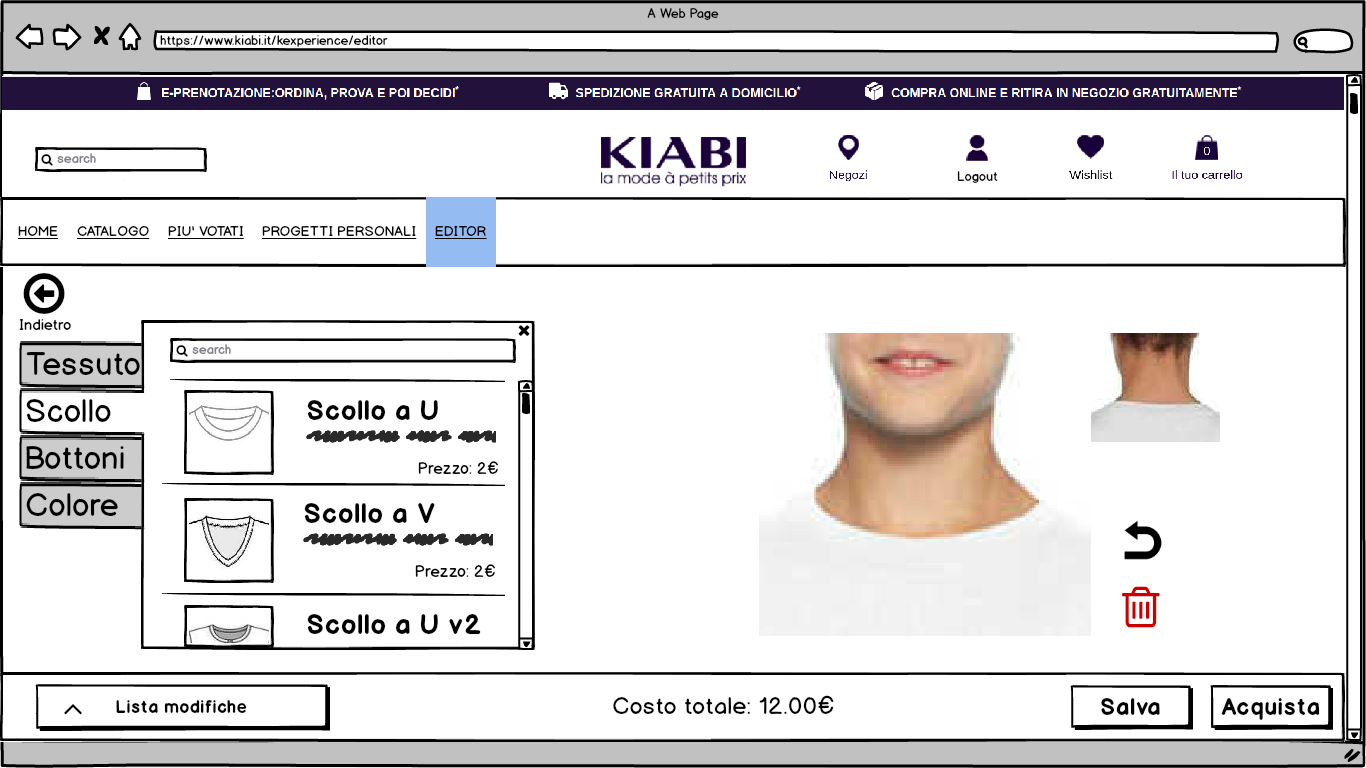 A Web Page
https://www.kiabi.it/kexperience/editor
E-PRENOTAZIONE:ORDINA, PROVA E POI DECIDI*
SPEDIZIONE GRATUITA A DOMICILIO*
COMPRA ONLINE E RITIRA IN NEGOZIO GRATUITAMENTE*
search
KIABI
la mode à petits prix
Negozi
Logout
Wishlist
0
Il tuo carrello
HOME
CATALOGO
PIU' VOTATI
PROGETTI PERSONALI
EDITOR
Indietro
Tessuto
Scollo
Bottoni
Colore
search
Scollo a U
Prezzo: 2€
Scollo a V
Prezzo: 2€
Scollo a U v2
Lista modifiche
Costo totale: 12.00€
Salva
Acquista